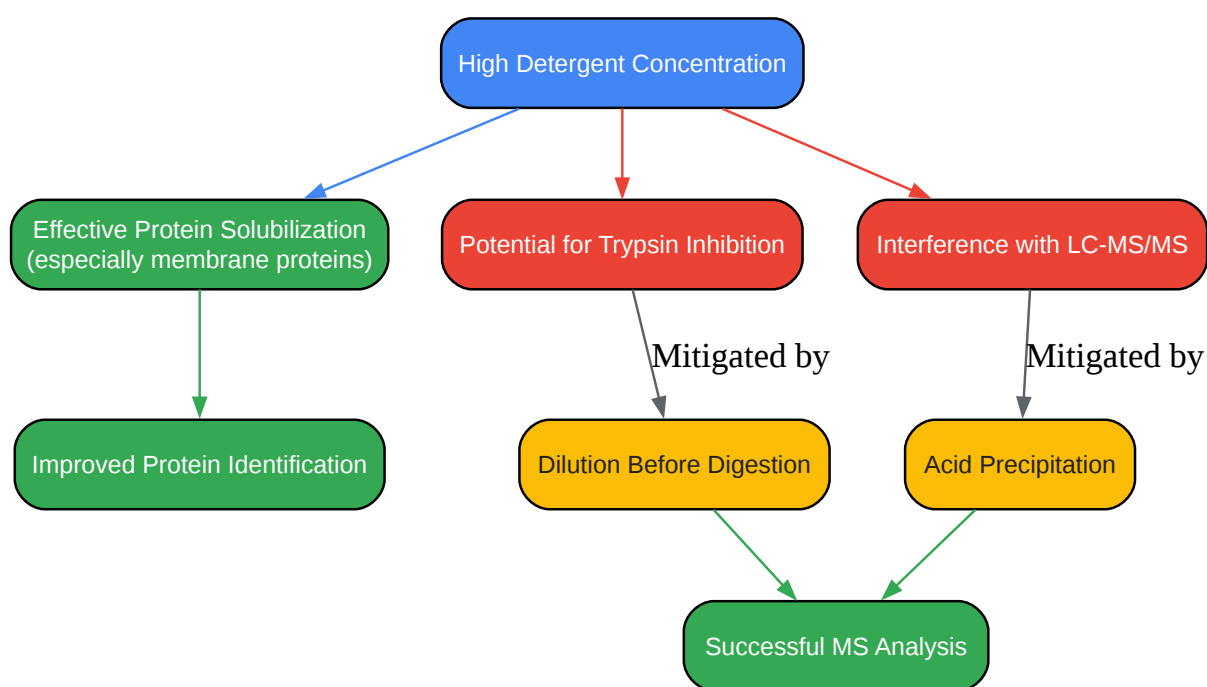 High Detergent Concentration
Effective Protein Solubilization
(especially membrane proteins)
Potential for Trypsin Inhibition
Interference with LC-MS/MS
Mitigated by
Mitigated by
Improved Protein Identification
Dilution Before Digestion
Acid Precipitation
Successful MS Analysis